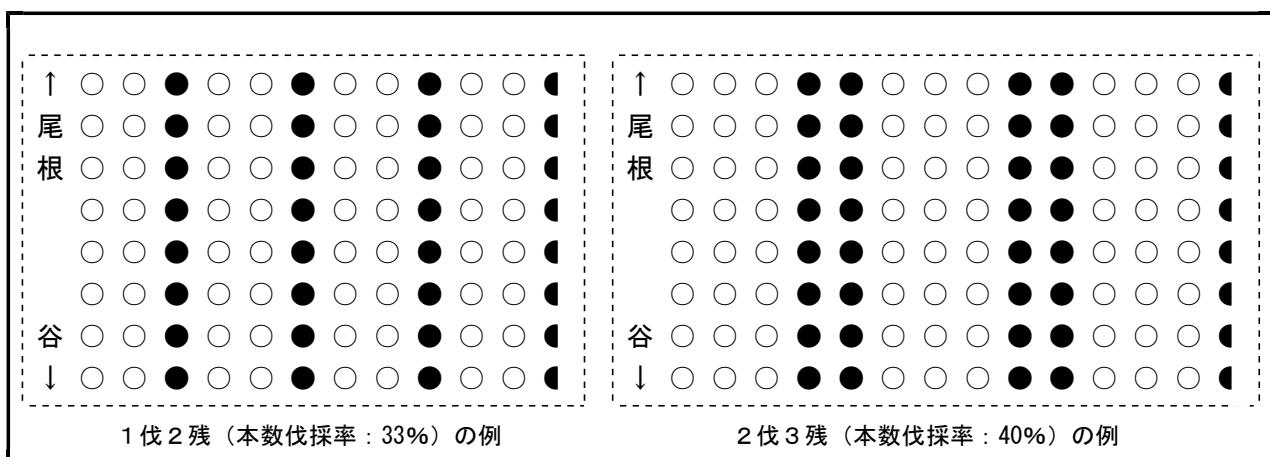 ↑ ○ ○ ● ○ ○ ● ○ ○ ● ○ ○ ◖
尾 ○ ○ ● ○ ○ ● ○ ○ ● ○ ○ ◖
根 ○ ○ ● ○ ○ ● ○ ○ ● ○ ○ ◖
○ ○ ● ○ ○ ● ○ ○ ● ○ ○ ◖
○ ○ ● ○ ○ ● ○ ○ ● ○ ○ ◖
○ ○ ● ○ ○ ● ○ ○ ● ○ ○ ◖
谷 ○ ○ ● ○ ○ ● ○ ○ ● ○ ○ ◖
↓ ○ ○ ● ○ ○ ● ○ ○ ● ○ ○ ◖
1伐2残(本数伐採率:33%)の例
↑ ○ ○ ○ ● ● ○ ○ ○ ● ● ○ ○ ○ ◖
尾 ○ ○ ○ ● ● ○ ○ ○ ● ● ○ ○ ○ ◖
根 ○ ○ ○ ● ● ○ ○ ○ ● ● ○ ○ ○ ◖
○ ○ ○ ● ● ○ ○ ○ ● ● ○ ○ ○ ◖
○ ○ ○ ● ● ○ ○ ○ ● ● ○ ○ ○ ◖
○ ○ ○ ● ● ○ ○ ○ ● ● ○ ○ ○ ◖
谷 ○ ○ ○ ● ● ○ ○ ○ ● ● ○ ○ ○ ◖
↓ ○ ○ ○ ● ● ○ ○ ○ ● ● ○ ○ ○ ◖
2伐3残(本数伐採率:40%)の例